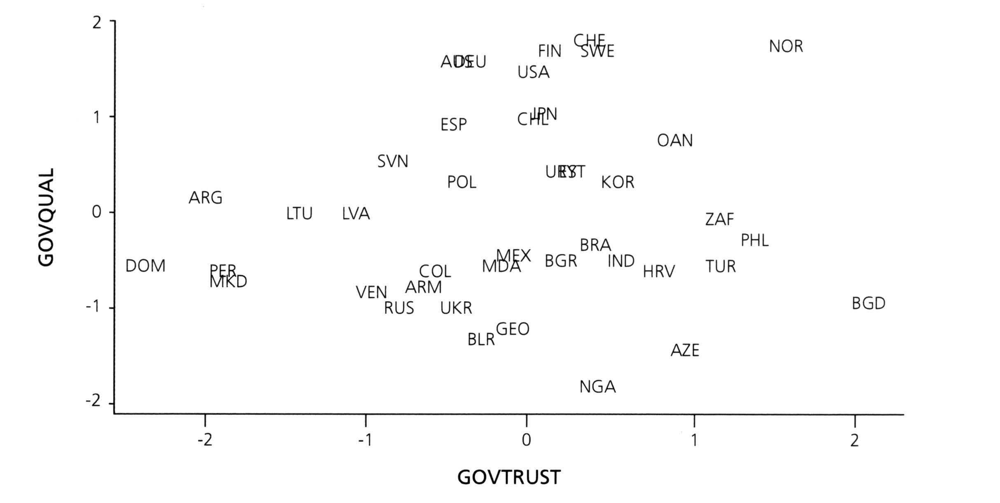 2
CHE
NOR
FIN
SWE
AUS
DEU
USA
1
JPN
CHL
ESP
OAN
SVN
URY
EST
POL
KOR
ARG
0
LTU
LVA
ZAF
PHL
BRA
MEX
BGR
IND
DOM
MDA
TUR
PER
COL
HRV
MKD
ARM
VEN
-1
RUS
UKR
BGD
GEO
BLR
AZE
NGA
-2
GOVQUAL
-2
-1
0
1
2
GOVTRUST